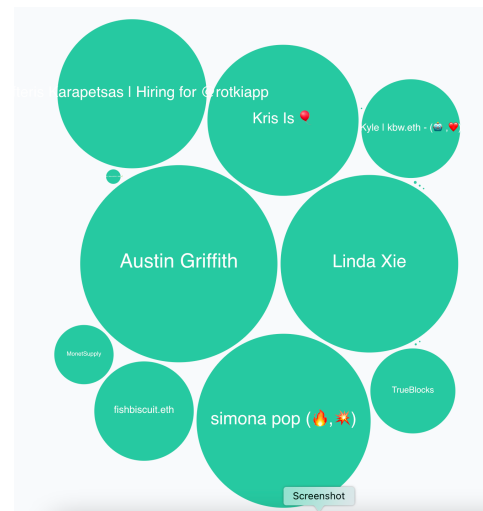 Karapetsas | Hiring for @rotkiapp
Kris Is 🎈
Kyle | kbw.eth - (
Austin Griffith
Linda Xie
MonetSupply
fishbiscuit.eth
TrueBlocks
simona pop (🔥,💥)
Screenshot